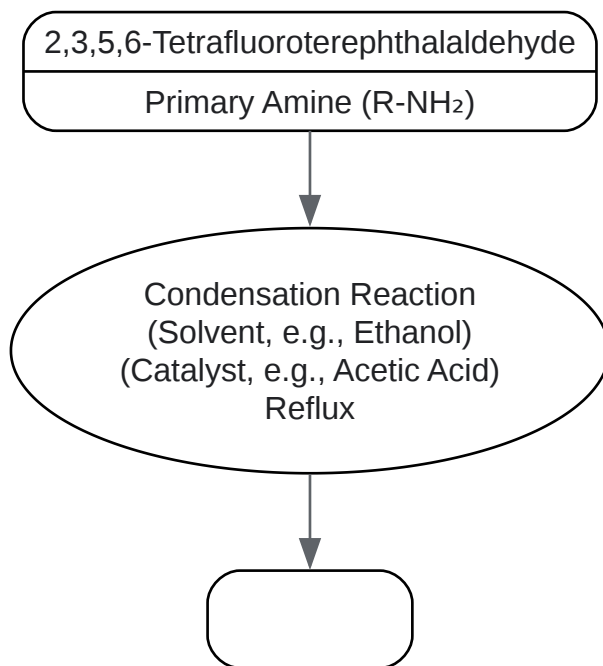 2,3,5,6-Tetrafluoroterephthalaldehyde
Primary Amine (R-NH₂)
Condensation Reaction
(Solvent, e.g., Ethanol)
(Catalyst, e.g., Acetic Acid)
Reflux